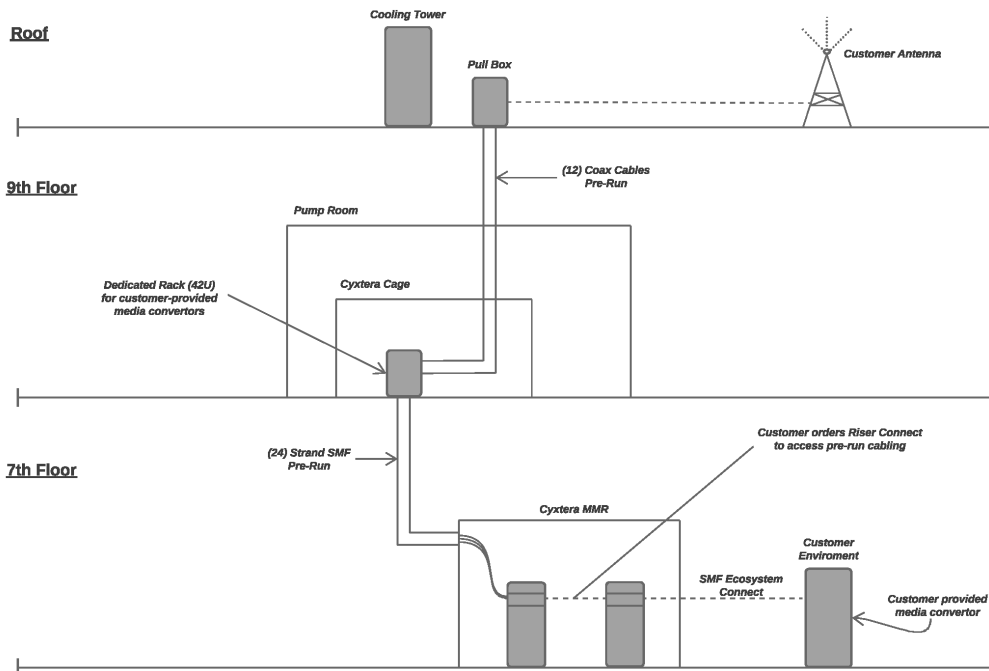 Roof
Cooling Tower
Pull Box
Customer Antenna
9th Floor
(12) Coax Cables
Pre-Run
Pump Room
Dedicated Rack (42U)
for customer-provided
media convertors
Cyxtera Cage
7th Floor
(24) Strand SMF
Pre-Run
Customer orders Riser Connect
to access pre-run cabling
Cyxtera MMR
Customer
Enviroment
SMF Ecosystem
Connect
Customer provided
media convertor